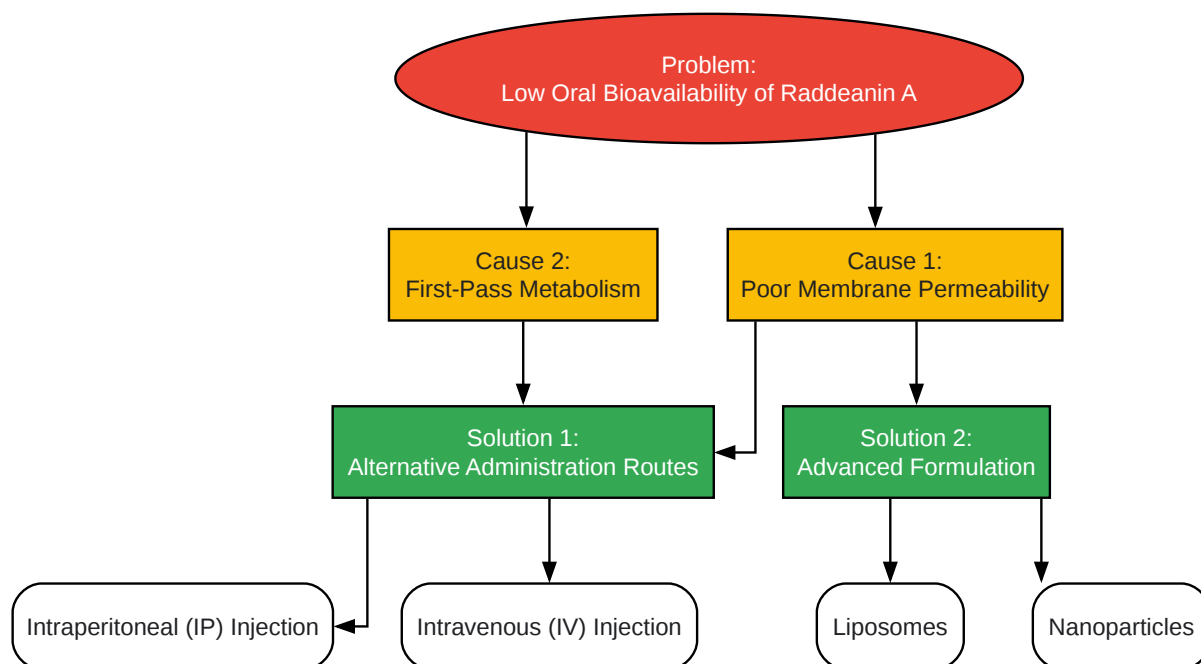 Problem:
Low Oral Bioavailability of Raddeanin A
Cause 2:
First-Pass Metabolism
Cause 1:
Poor Membrane Permeability
Solution 1:
Alternative Administration Routes
Solution 2:
Advanced Formulation
Intraperitoneal (IP) Injection
Intravenous (IV) Injection
Liposomes
Nanoparticles